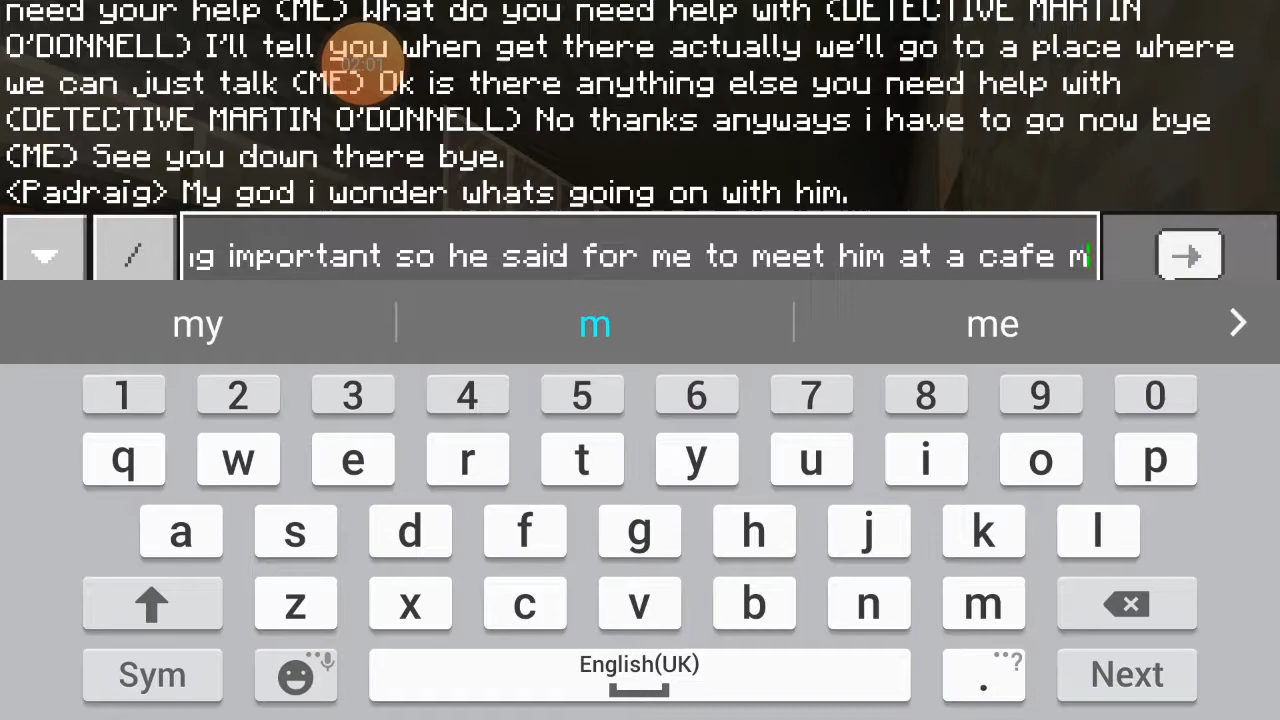 need your help (ME) What do you need help with (DETECTIVE MARTIN
O'DONNELL) I'll tell you when get there actually we'll go to a place where
we can just talk (ME) Ok is there anything else you need help with
(DETECTIVE MARTIN O'DONNELL) No thanks anyways i have to go now bye
(ME) See you down there bye.
<Padraig> My god i wonder whats going on with him.
02:01
/ ng important so he said for me to meet him at a cafe m
my m me
1 2 3 4 5 6 7 8 9 0
q w e r t y u i o p
a s d f g h j k l
z x c v b n m
Sym English(UK) . ? Next